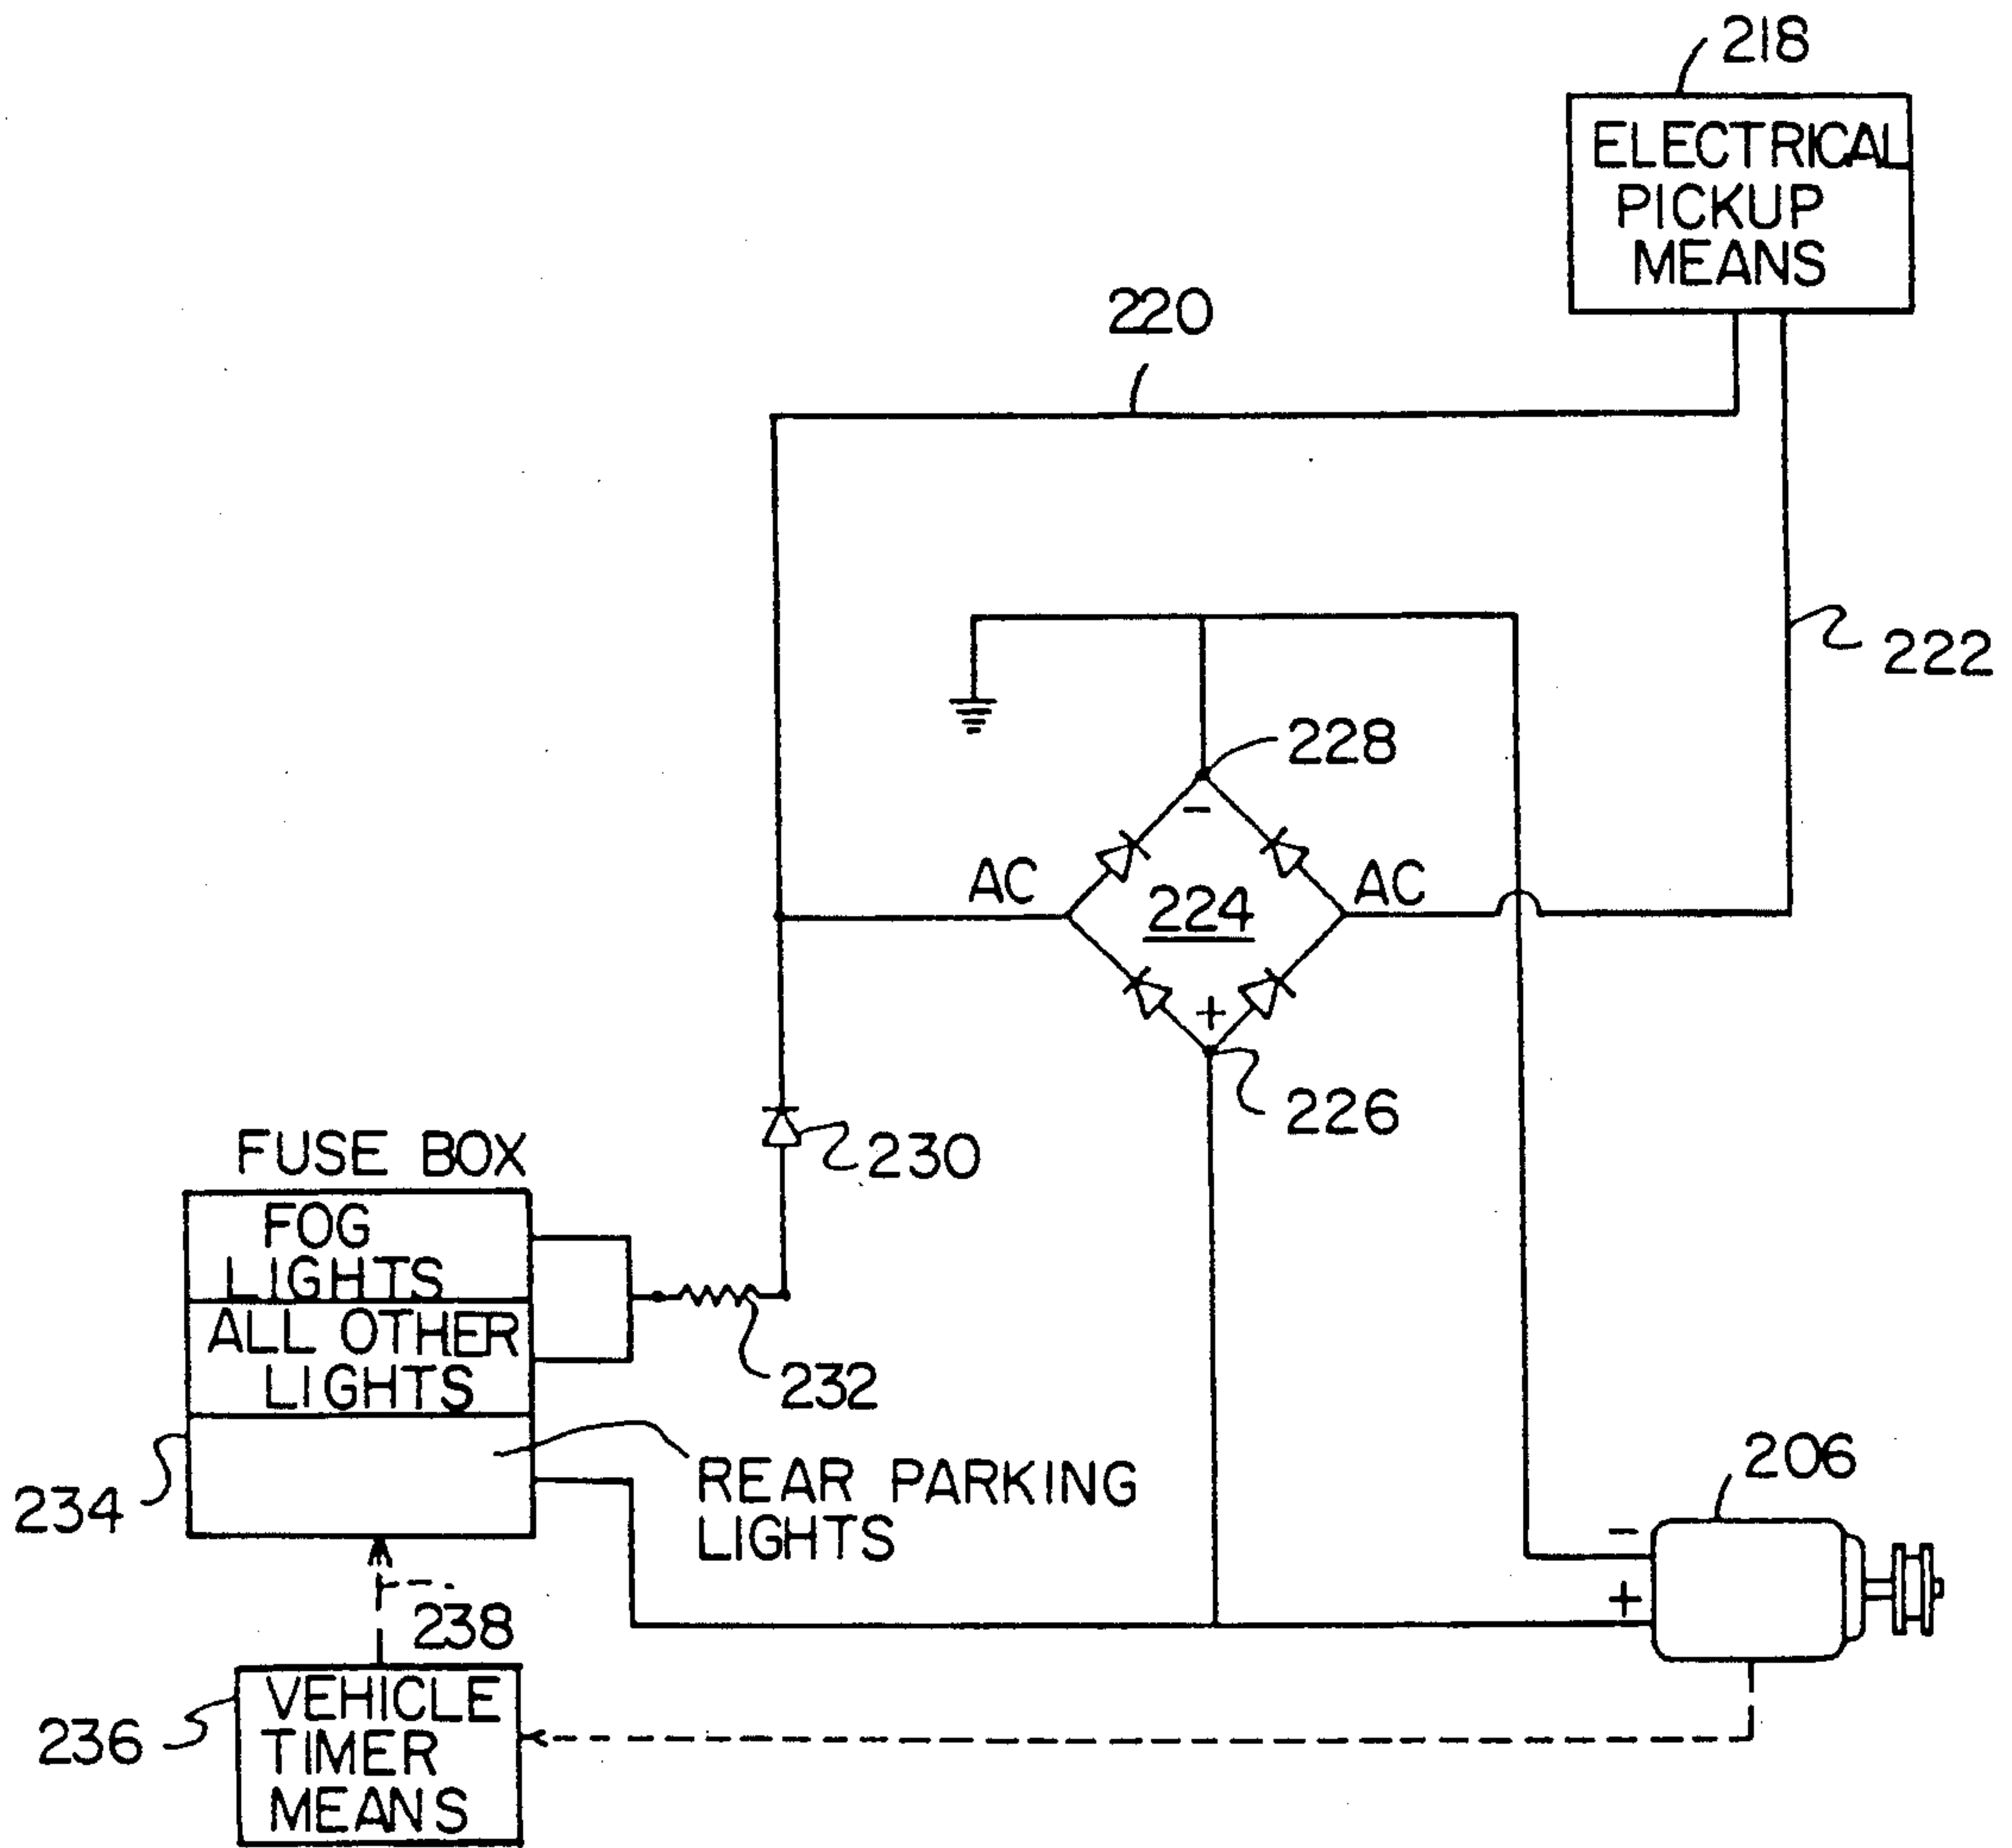 218
ELECTRICAL
PICKUP
MEANS
220
222
228
-
AC
224
AC
+
226
230
FUSE BOX
FOG
LIGHTS
ALL OTHER
LIGHTS
232
234
REAR PARKING
LIGHTS
206
-
+
238
236
VEHICLE
TIMER
MEANS